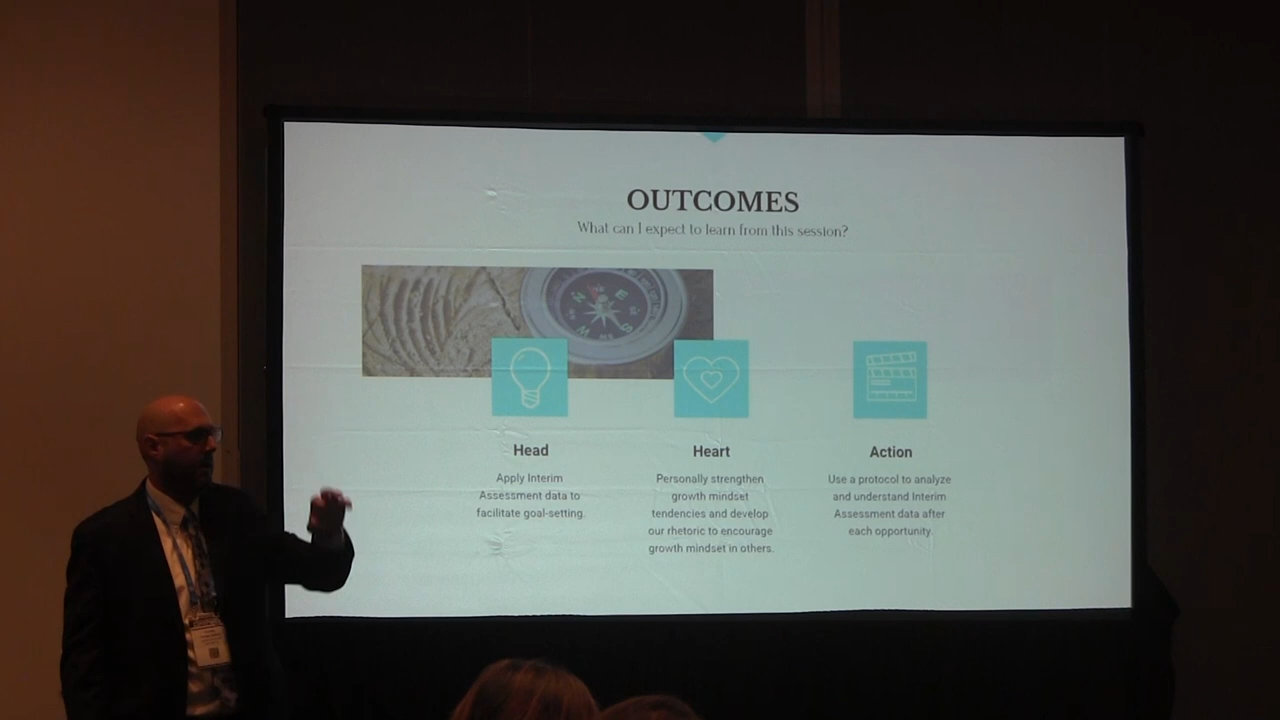 OUTCOMES
What can I expect to learn from this session?
N
E
W
S
Head
Apply Interim
Assessment data to
facilitate goal-setting.
Heart
Personally strengthen
growth mindset
tendencies and develop
our rhetoric to encourage
growth mindset in others.
Action
Use a protocol to analyze
and understand Interim
Assessment data after
each opportunity.